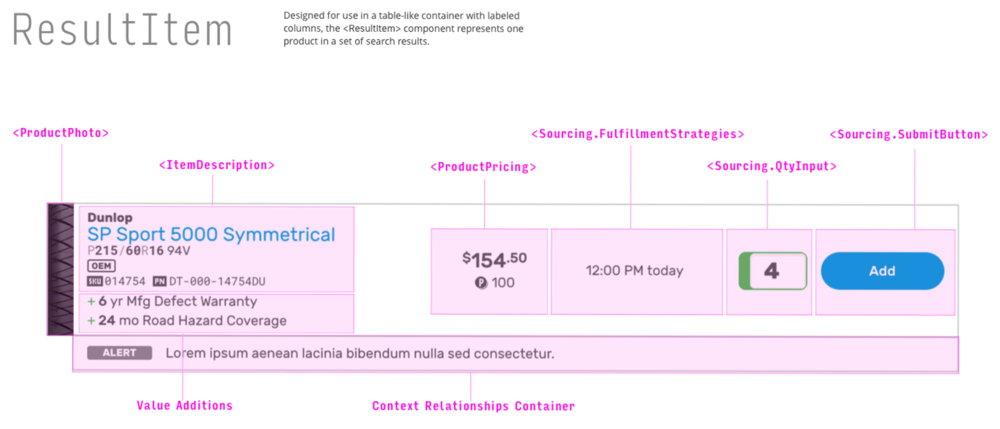 ResultItem
Designed for use in a table-like container with labeled
columns, the <ResultItem> component represents one
product in a set of search results.
<ProductPhoto>
<Sourcing.FulfillmentStrategies>
<Sourcing.SubmitButton>
<ItemDescription>
<ProductPricing>
<Sourcing.QtyInput>
Dunlop
SP Sport 5000 Symmetrical
P215/60R16 94V
OEM
SKU 014754 PN DT-000-14754DU
+ 6 yr Mfg Defect Warranty
+ 24 mo Road Hazard Coverage
$154.50
P 100
12:00 PM today
4
Add
ALERT Lorem ipsum aenean lacinia bibendum nulla sed consectetur.
Value Additions
Context Relationships Container